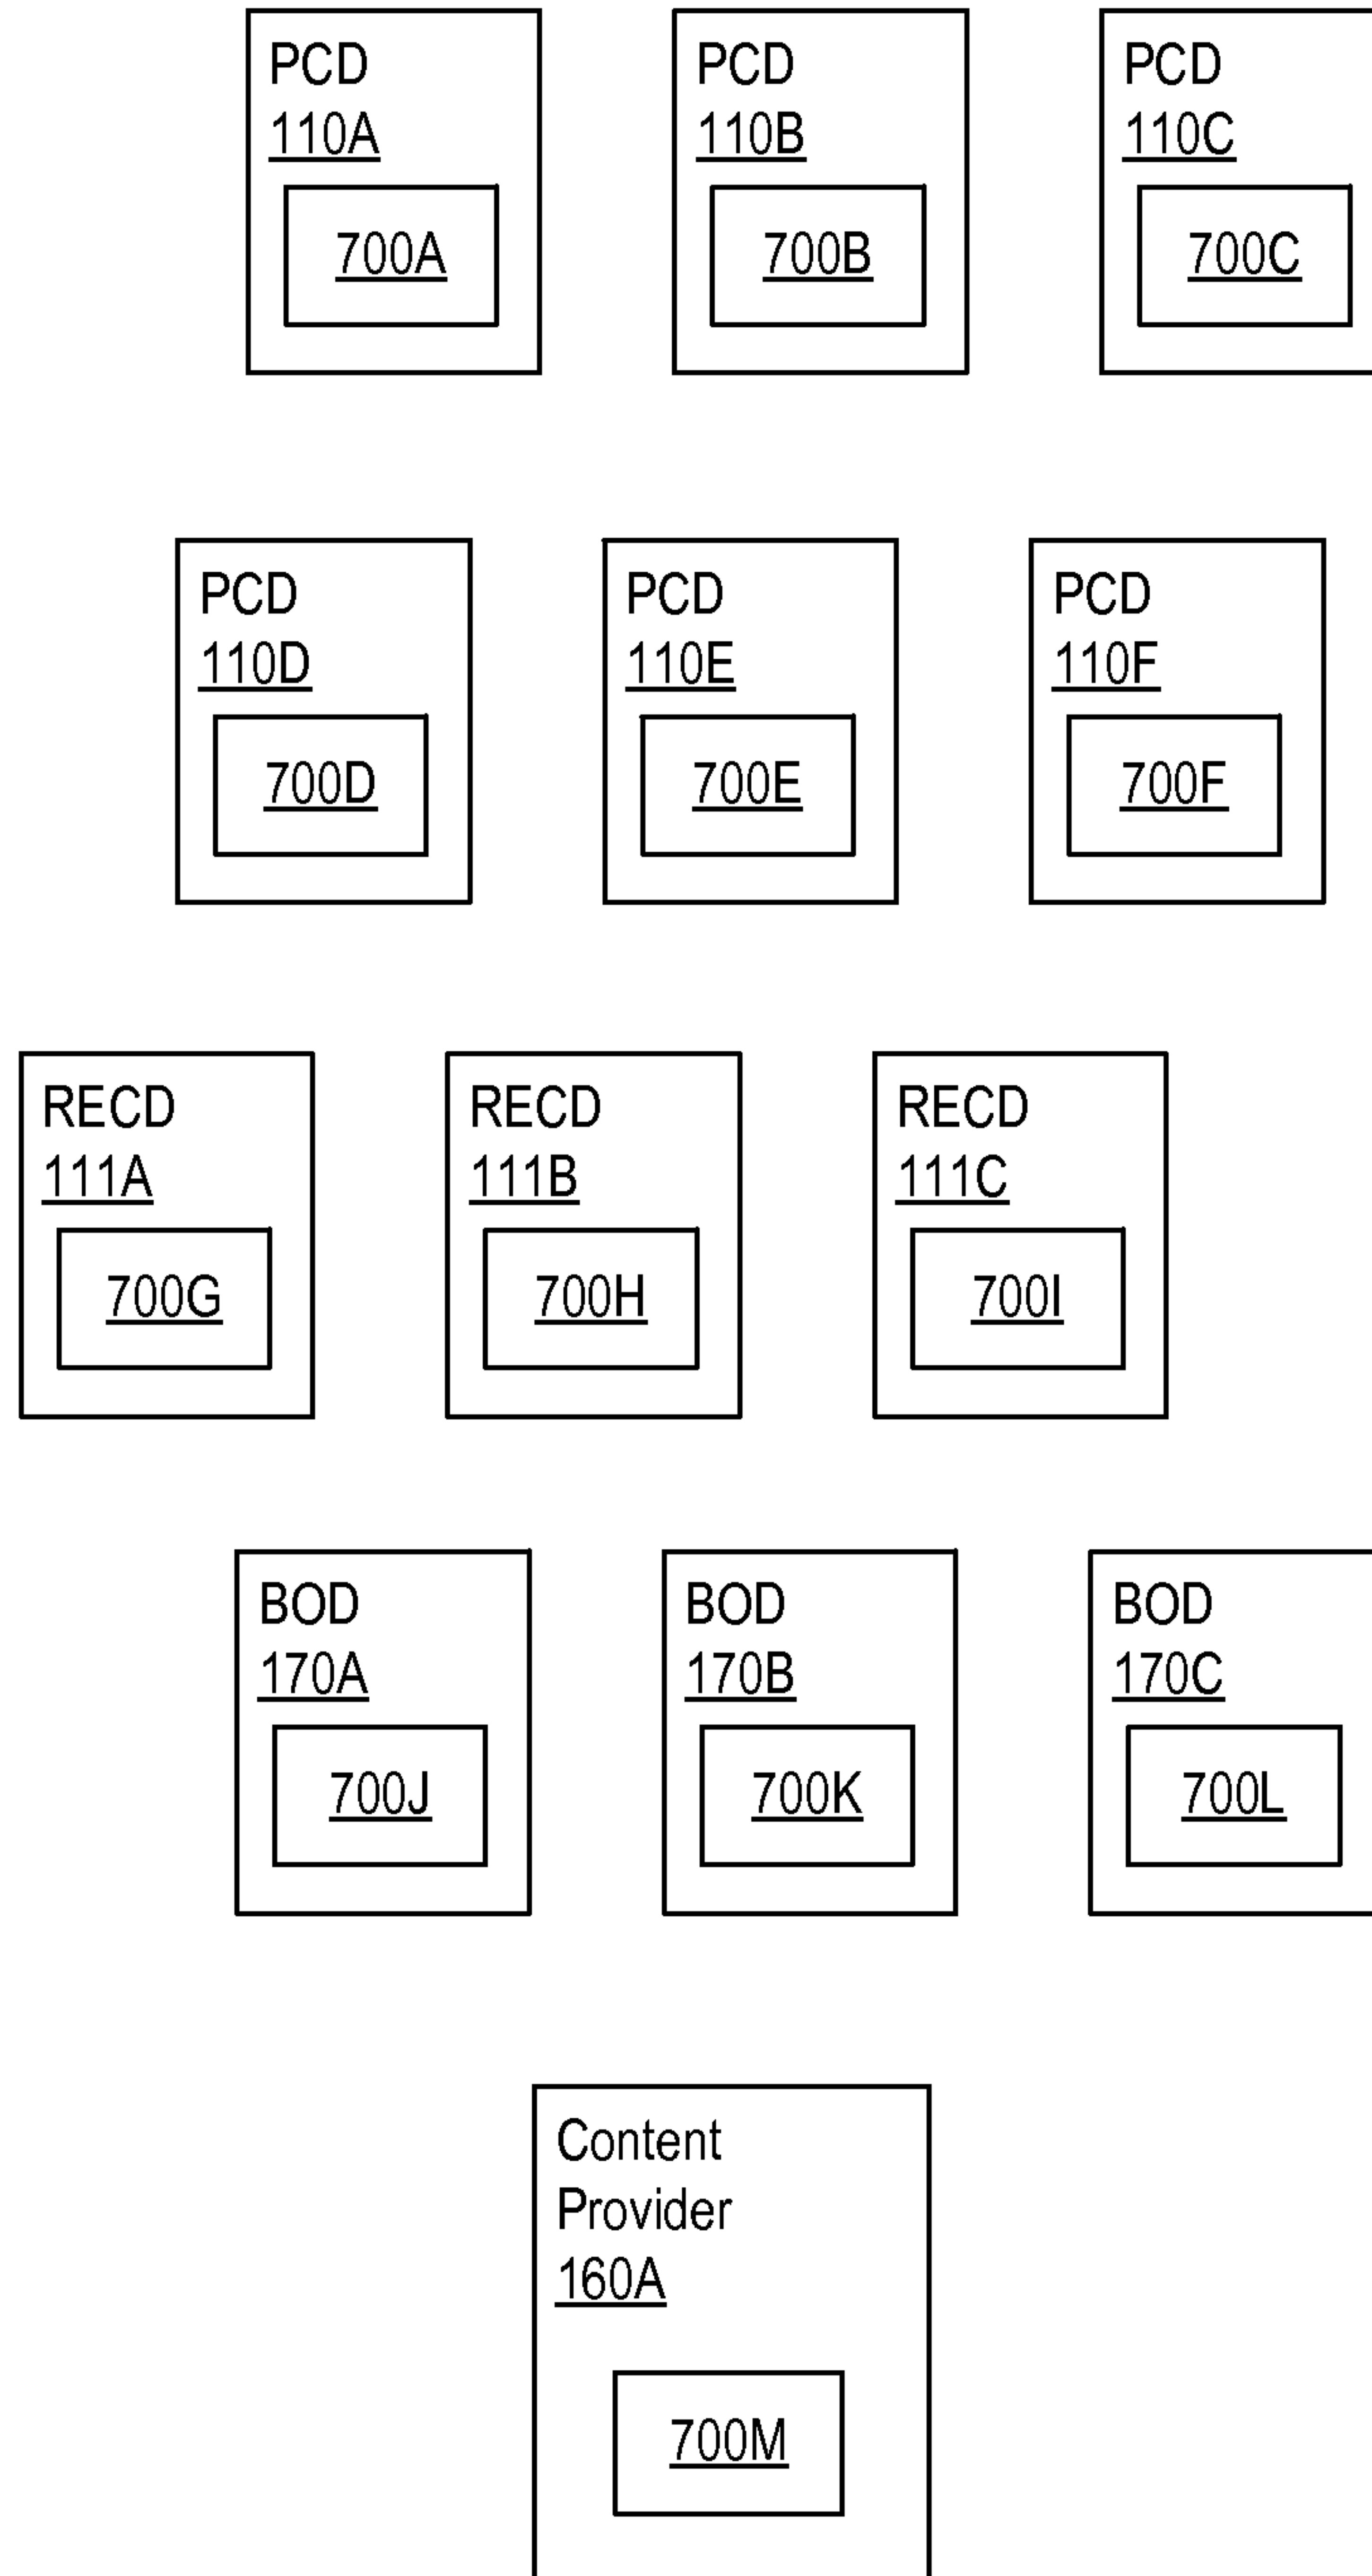 PCD
110A
700A
PCD
110B
700B
PCD
110C
700C
PCD
110D
700D
PCD
110E
700E
PCD
110F
700F
RECD
111A
700G
RECD
111B
700H
RECD
111C
700I
BOD
170A
700J
BOD
170B
700K
BOD
170C
700L
Content
Provider
160A
700M